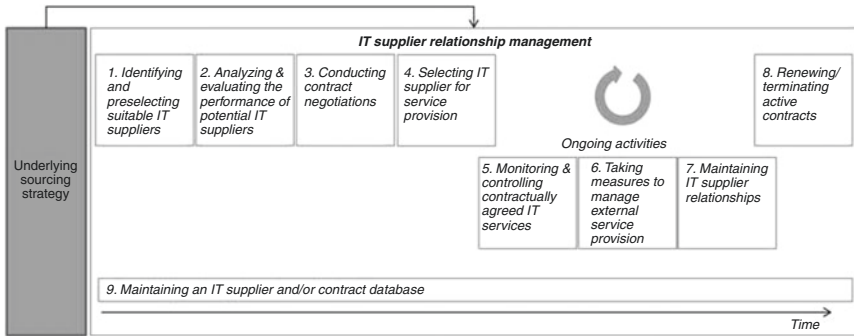 IT supplier relationship management
1. Identifying
and
preselecting
suitable IT
suppliers
2. Analyzing &
evaluating the
performance of
potential IT
suppliers
3. Conducting
contract
negotiations
4. Selecting IT
supplier for
service
provision
8. Renewing/
terminating
active
contracts
Ongoing activities
Underlying
sourcing
strategy
5. Monitoring &
controlling
contractually
agreed IT
services
6. Taking
measures to
manage
external
service
provision
7. Maintaining
IT supplier
relationships
9. Maintaining an IT supplier and/or contract database
Time